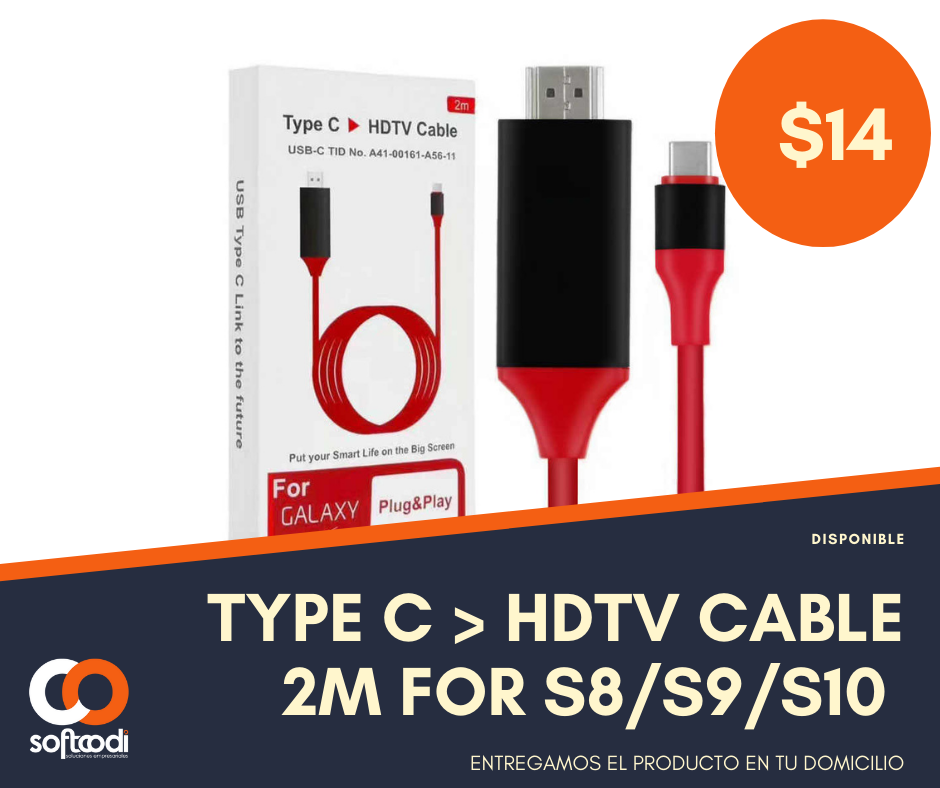 2m
Type C ▶ HDTV Cable
USB-C TID No. A41-00161-A56-11
USB Type C Link to the future
Put your Smart Life on the Big Screen
For
GALAXY
Plug&Play
$14
DISPONIBLE
TYPE C > HDTV CABLE
2M FOR S8/S9/S10
softcodi
soluciones empresariales
ENTREGAMOS EL PRODUCTO EN TU DOMICILIO